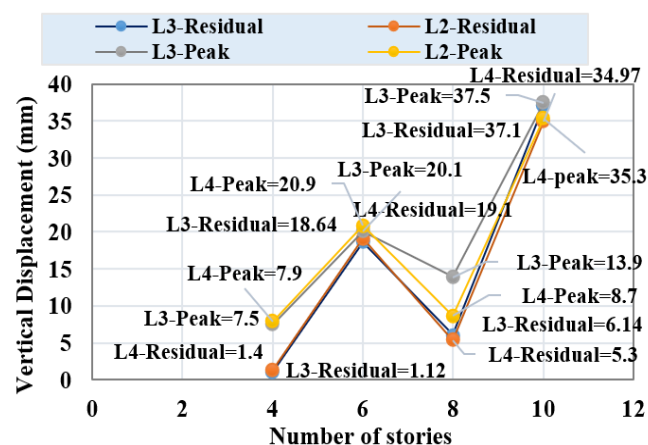 L3-Residual L2-Residual
L3-Peak L2-Peak
L4-Residual=34.97
L3-Peak=37.5
L3-Residual=37.1
L4-peak=35.3
L3-Peak=20.1
L4-Peak=20.9
L4-Residual=19.1
L3-Residual=18.64
L3-Peak=13.9
L4-Peak=7.9
L4-Peak=8.7
L3-Peak=7.5
L3-Residual=6.14
L4-Residual=1.4
L4-Residual=5.3
L3-Residual=1.12
Vertical Displacement (mm)
40
35
30
25
20
15
10
5
0
0 2 4 6 8 10 12
Number of stories